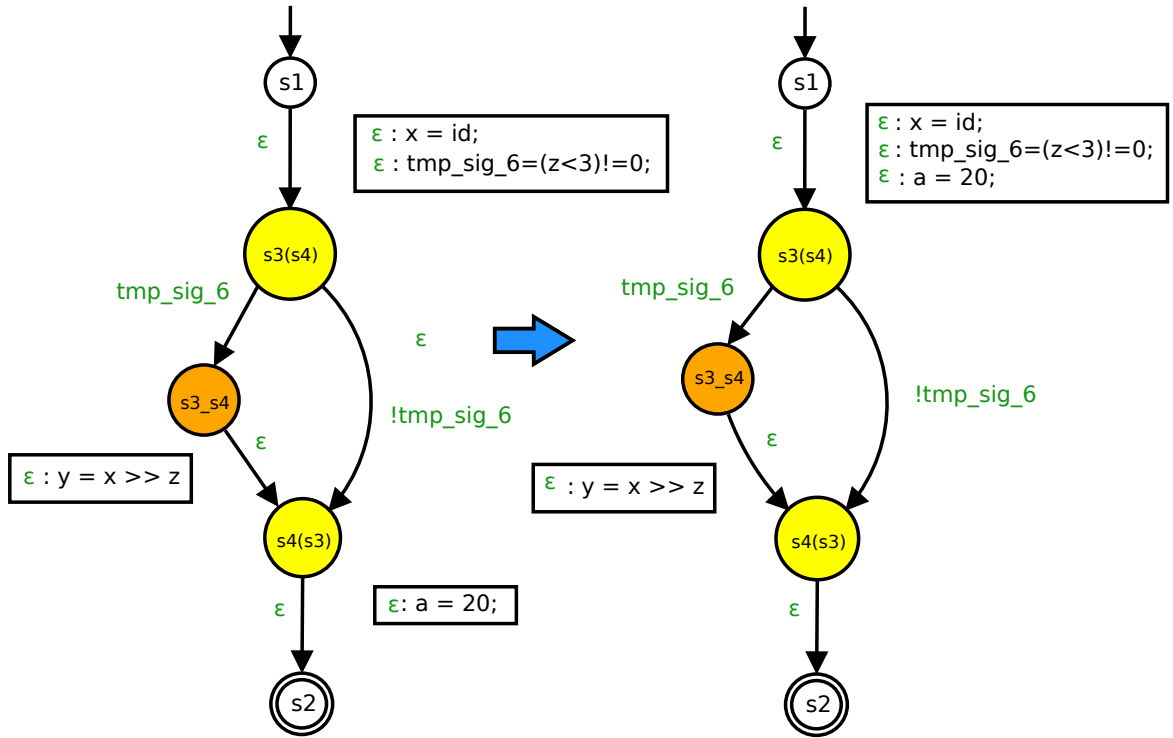 s1
ε
ε : x = id;
ε : tmp_sig_6=(z<3)!=0;
s3(s4)
tmp_sig_6
ε
s3_s4
!tmp_sig_6
ε
ε : y = x >> z
s4(s3)
ε
ε: a = 20;
s2
s1
ε
ε : x = id;
ε : tmp_sig_6=(z<3)!=0;
ε : a = 20;
s3(s4)
tmp_sig_6
s3_s4
!tmp_sig_6
ε
ε : y = x >> z
s4(s3)
ε
s2